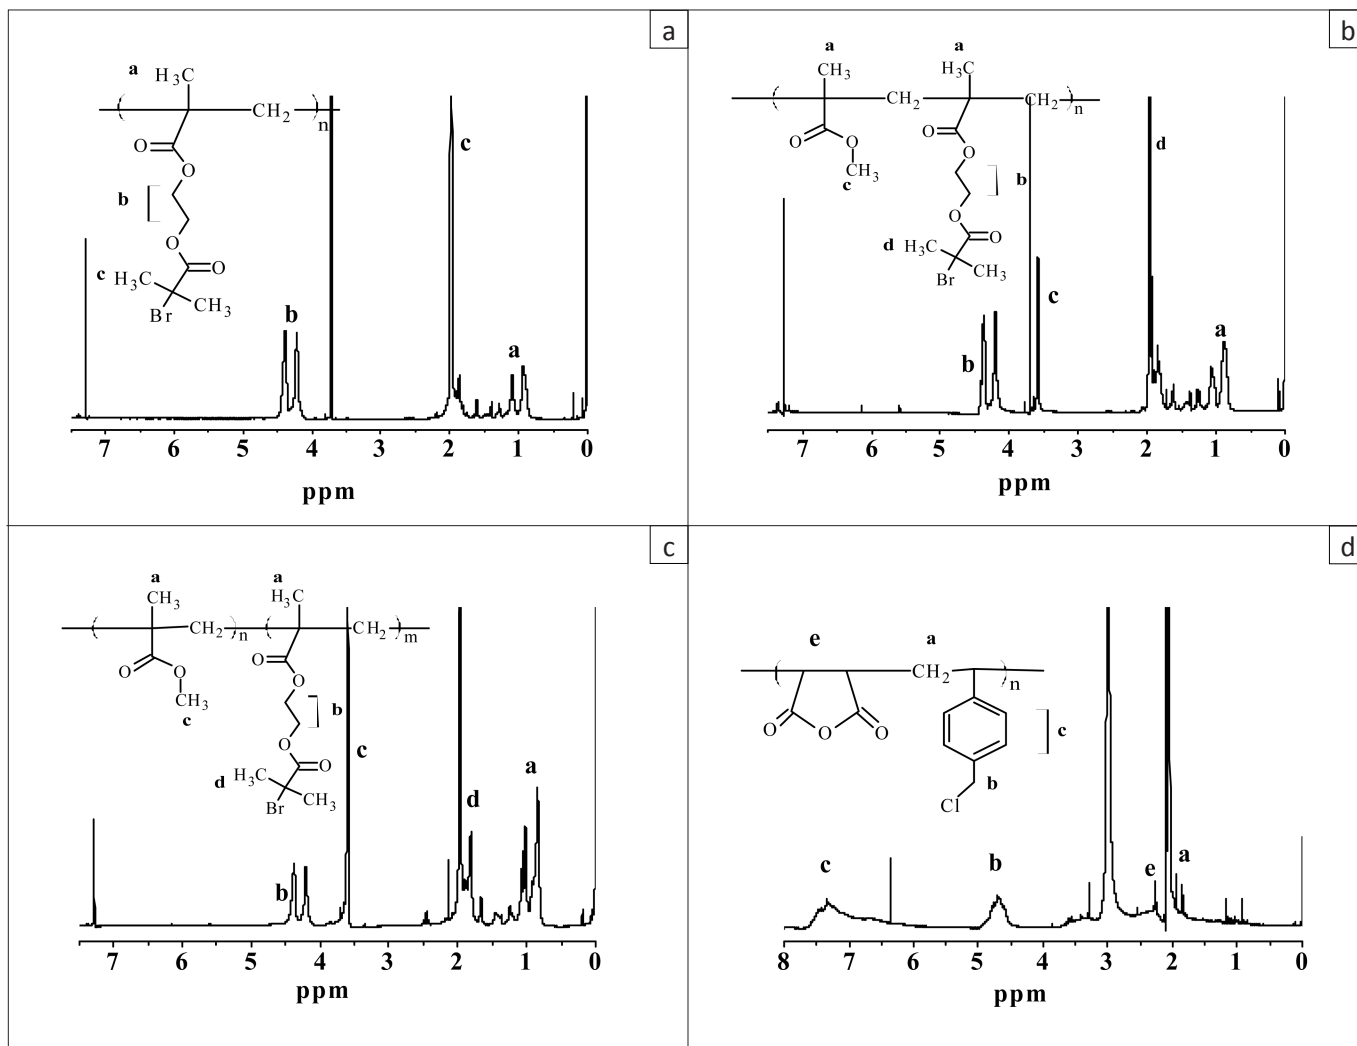 a
a
H₃C
CH₂
n
O
O
b
O
O
c H₃C
CH₃
Br
b
c
a
7 6 5 4 3 2 1 0
ppm
b
a a
CH₃ H₃C
CH₂ CH₂
n
O O
O O
CH₃
c
b
O
O
d H₃C
CH₃
Br
b
c
d
a
7 6 5 4 3 2 1 0
ppm
c
a a
CH₃ H₃C
CH₂ n CH₂ m
O O
O O
CH₃
c
b
O
O
d H₃C
CH₃
Br
b
c
d
a
7 6 5 4 3 2 1 0
ppm
d
e a
CH₂
n
O O O
c
b
Cl
c
b
e
a
8 7 6 5 4 3 2 1 0
ppm